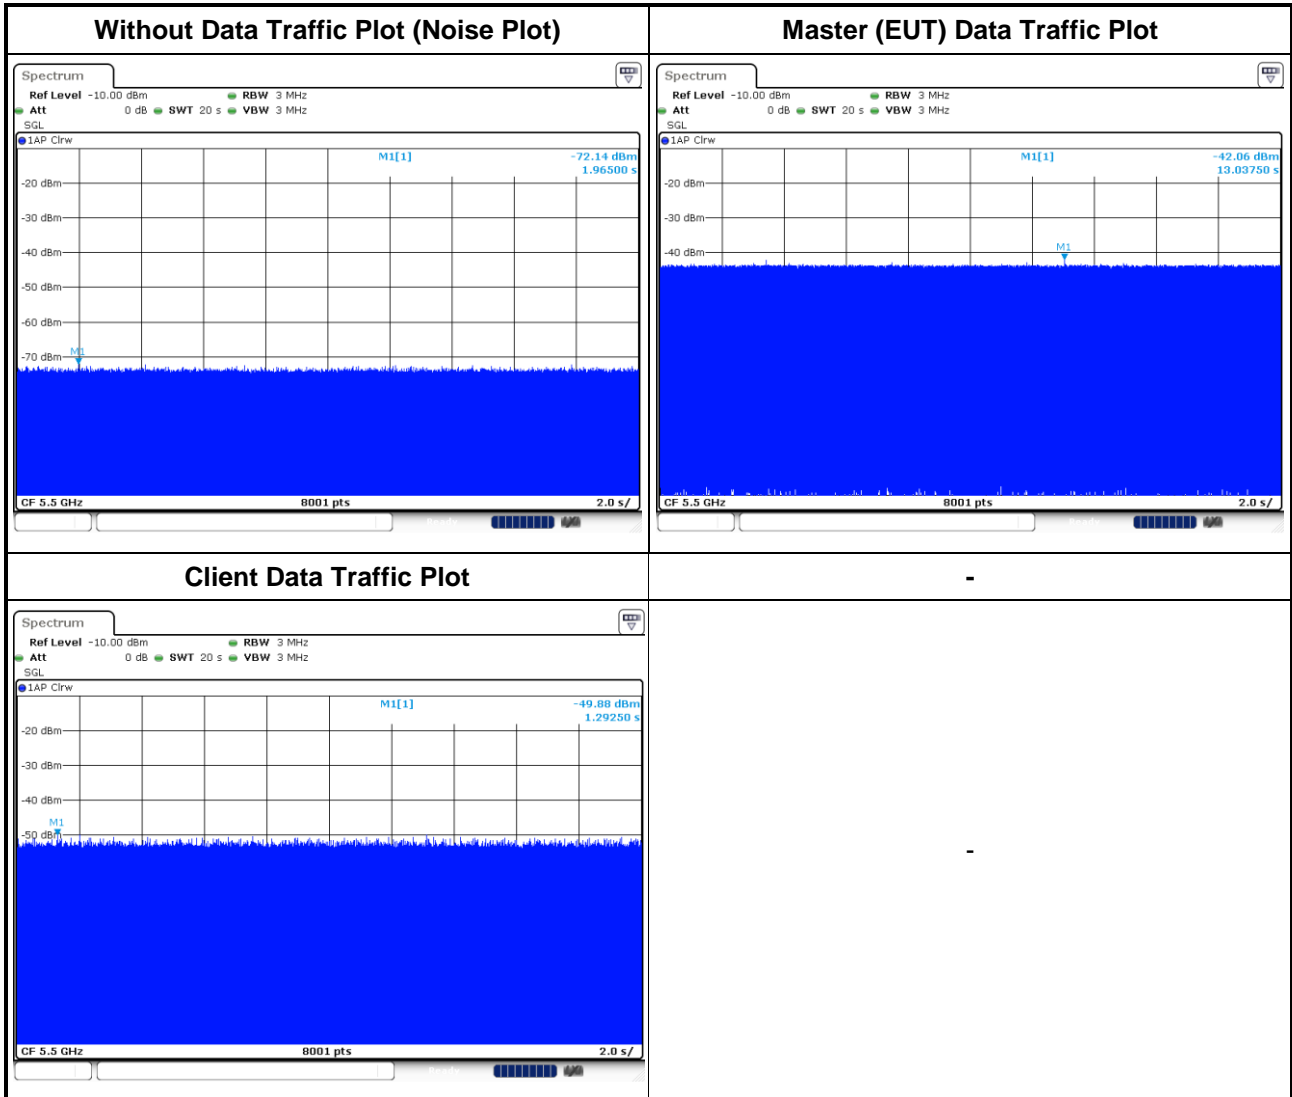 Without Data Traffic Plot (Noise Plot)
Master (EUT) Data Traffic Plot
Spectrum
Ref Level -10.00 dBm RBW 3 MHz
Att 0 dB SWT 20 s VBW 3 MHz
SGL
1AP Clrw
M1[1] -72.14 dBm
1.96500 s
-20 dBm
-30 dBm
-40 dBm
-50 dBm
-60 dBm
-70 dBm
M1
CF 5.5 GHz 8001 pts 2.0 s/
Spectrum
Ref Level -10.00 dBm RBW 3 MHz
Att 0 dB SWT 20 s VBW 3 MHz
SGL
1AP Clrw
M1[1] -42.06 dBm
13.03750 s
-20 dBm
-30 dBm
-40 dBm
M1
CF 5.5 GHz 8001 pts 2.0 s/
Client Data Traffic Plot
-
Spectrum
Ref Level -10.00 dBm RBW 3 MHz
Att 0 dB SWT 20 s VBW 3 MHz
SGL
1AP Clrw
M1[1] -49.88 dBm
1.29250 s
-20 dBm
-30 dBm
-40 dBm
M1
-50 dBm
CF 5.5 GHz 8001 pts 2.0 s/
-